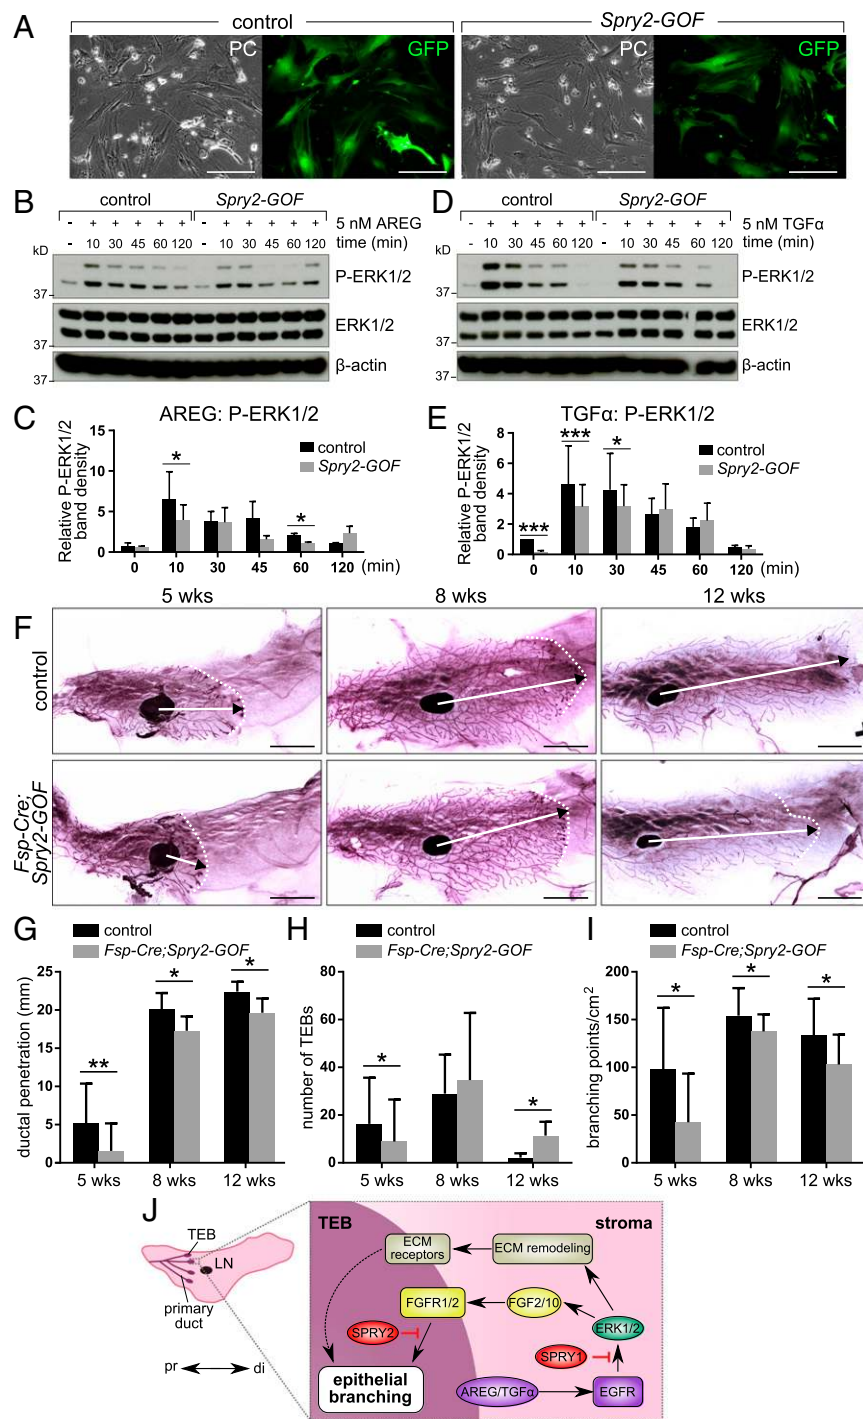 A
control
Spry2-GOF
PC
GFP
PC
GFP
B
control
Spry2-GOF
- + + + + + - + + + + + 5 nM AREG
10 30 45 60 120 10 30 45 60 120 time (min)
kD
P-ERK1/2
37
ERK1/2
37
β-actin
37
D
control
Spry2-GOF
- + + + + + - + + + + + 5 nM TGFα
10 30 45 60 120 10 30 45 60 120 time (min)
kD
P-ERK1/2
37
ERK1/2
37
β-actin
37
C
AREG: P-ERK1/2
Relative P-ERK1/2
band density
15
10
5
0
control
Spry2-GOF
*
*
0 10 30 45 60 120 (min)
E
TGFα: P-ERK1/2
Relative P-ERK1/2
band density
8
6
4
2
0
control
Spry2-GOF
***
***
*
0 10 30 45 60 120 (min)
5 wks
8 wks
12 wks
F
control
Fsp-Cre;
Spry2-GOF
G
control
Fsp-Cre;Spry2-GOF
ductal penetration (mm)
25
20
15
10
5
0
**
*
*
5 wks 8 wks 12 wks
H
control
Fsp-Cre;Spry2-GOF
number of TEBs
80
60
40
20
0
*
*
5 wks 8 wks 12 wks
I
control
Fsp-Cre;Spry2-GOF
branching points/cm²
200
150
100
50
0
*
*
*
5 wks 8 wks 12 wks
J
TEB
LN
primary
duct
pr
di
TEB
stroma
ECM
receptors
ECM remodeling
FGFR1/2
FGF2/10
ERK1/2
SPRY2
SPRY1
epithelial
branching
AREG/TGFα
EGFR